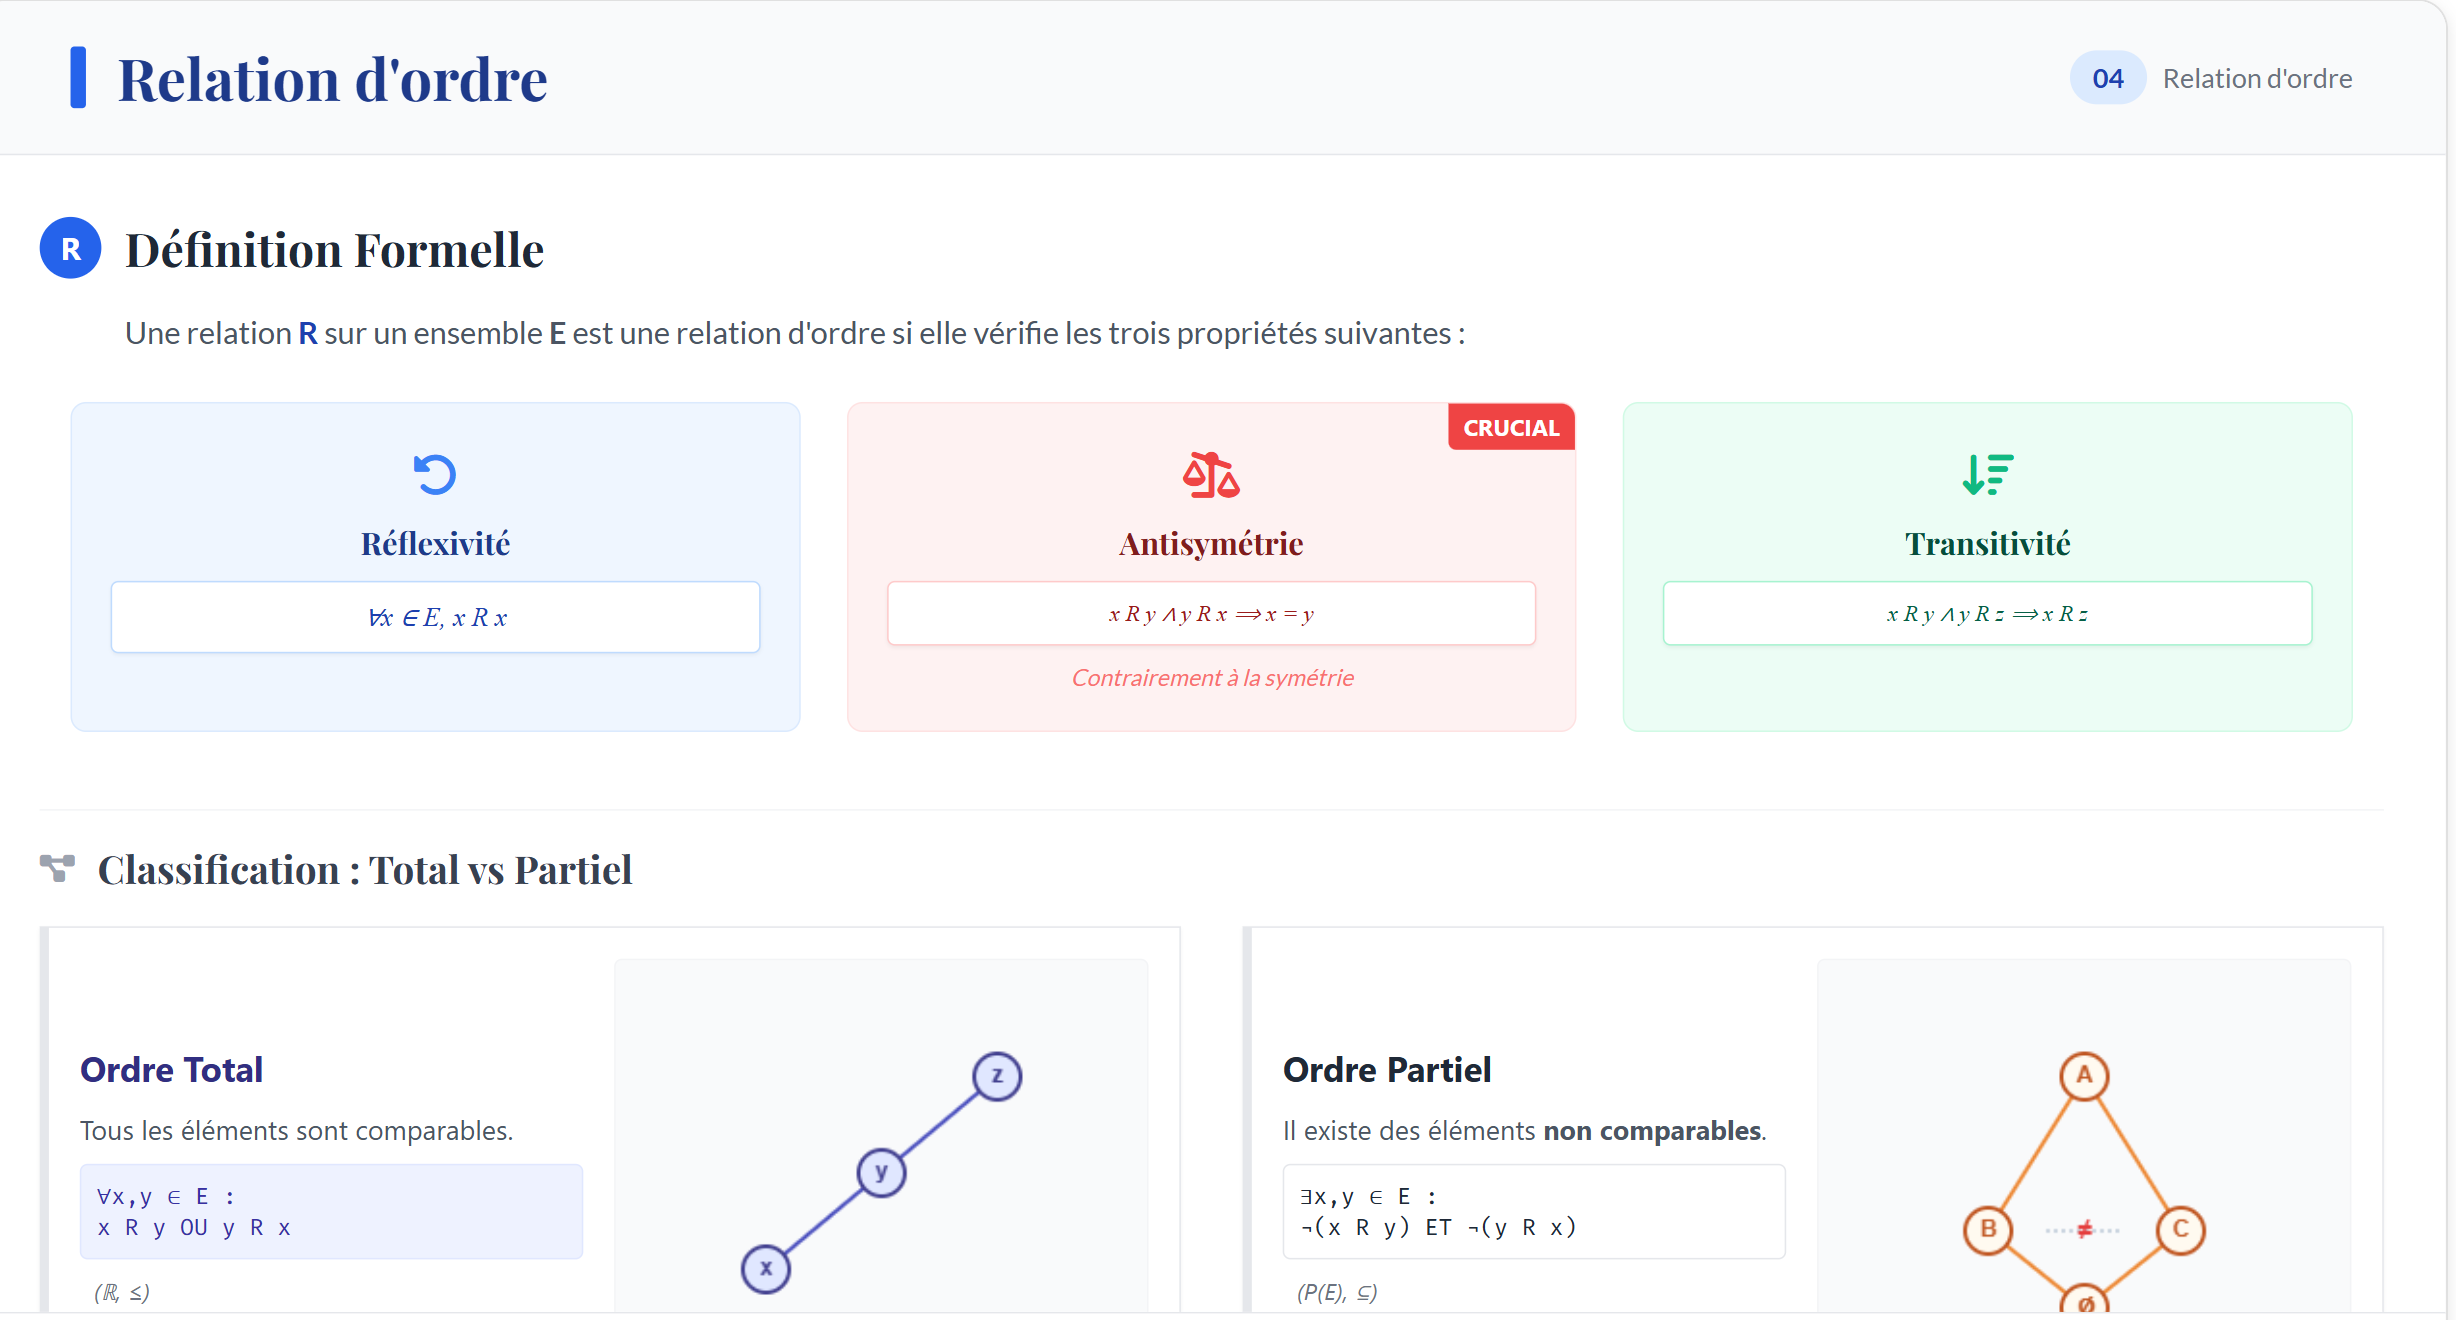 Relation d'ordre
04 Relation d'ordre
R Définition Formelle
Une relation R sur un ensemble E est une relation d'ordre si elle vérifie les trois propriétés suivantes :
Réflexivité
∀x ∈ E, x R x
CRUCIAL
Antisymétrie
x R y ∧ y R x ⟹ x = y
Contrairement à la symétrie
Transitivité
x R y ∧ y R z ⟹ x R z
Classification : Total vs Partiel
Ordre Total
Tous les éléments sont comparables.
∀x,y ∈ E :
x R y OU y R x
(ℝ, ≤)
z
y
x
Ordre Partiel
Il existe des éléments non comparables.
∃x,y ∈ E :
¬(x R y) ET ¬(y R x)
(P(E), ⊆)
A
B ≠ C
Ø